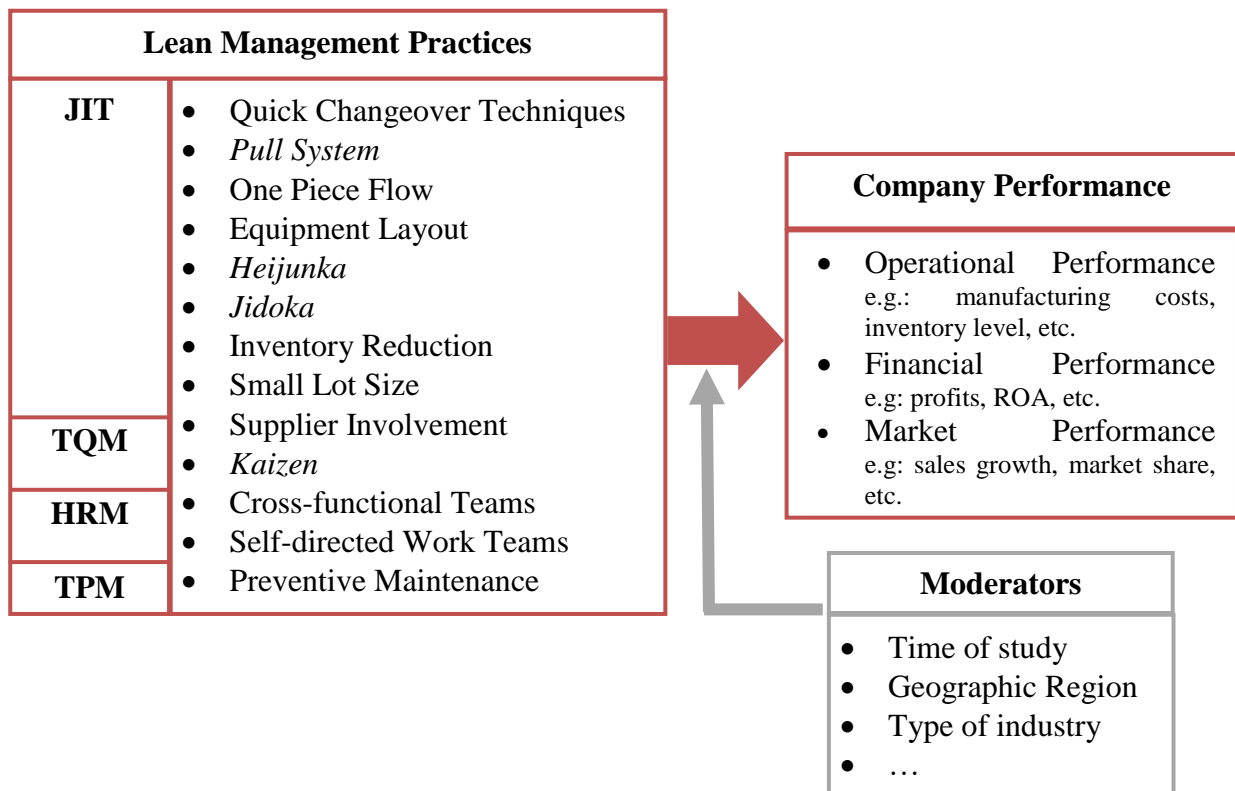 Lean Management Practices
JIT
• Quick Changeover Techniques
• Pull System
• One Piece Flow
• Equipment Layout
• Heijunka
• Jidoka
• Inventory Reduction
• Small Lot Size
TQM
• Supplier Involvement
• Kaizen
HRM
• Cross-functional Teams
• Self-directed Work Teams
TPM
• Preventive Maintenance
Company Performance
• Operational Performance
e.g.: manufacturing costs,
inventory level, etc.
• Financial Performance
e.g: profits, ROA, etc.
• Market Performance
e.g: sales growth, market share,
etc.
Moderators
• Time of study
• Geographic Region
• Type of industry
• …